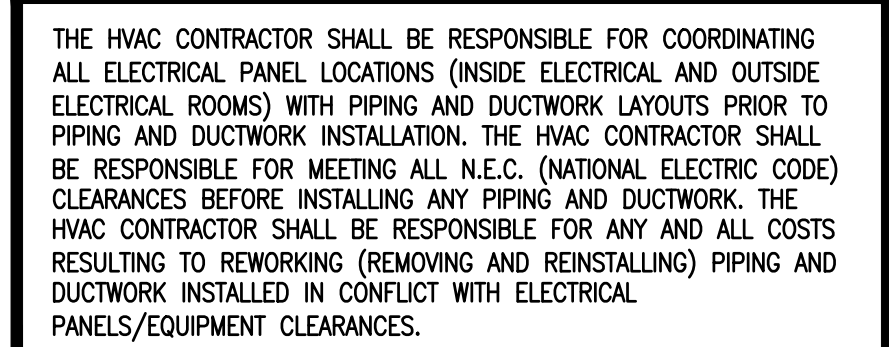 THE HVAC CONTRACTOR SHALL BE RESPONSIBLE FOR COORDINATING
ALL ELECTRICAL PANEL LOCATIONS (INSIDE ELECTRICAL AND OUTSIDE
ELECTRICAL ROOMS) WITH PIPING AND DUCTWORK LAYOUTS PRIOR TO
PIPING AND DUCTWORK INSTALLATION. THE HVAC CONTRACTOR SHALL
BE RESPONSIBLE FOR MEETING ALL N.E.C. (NATIONAL ELECTRIC CODE)
CLEARANCES BEFORE INSTALLING ANY PIPING AND DUCTWORK. THE
HVAC CONTRACTOR SHALL BE RESPONSIBLE FOR ANY AND ALL COSTS
RESULTING TO REWORKING (REMOVING AND REINSTALLING) PIPING AND
DUCTWORK INSTALLED IN CONFLICT WITH ELECTRICAL
PANELS/EQUIPMENT CLEARANCES.